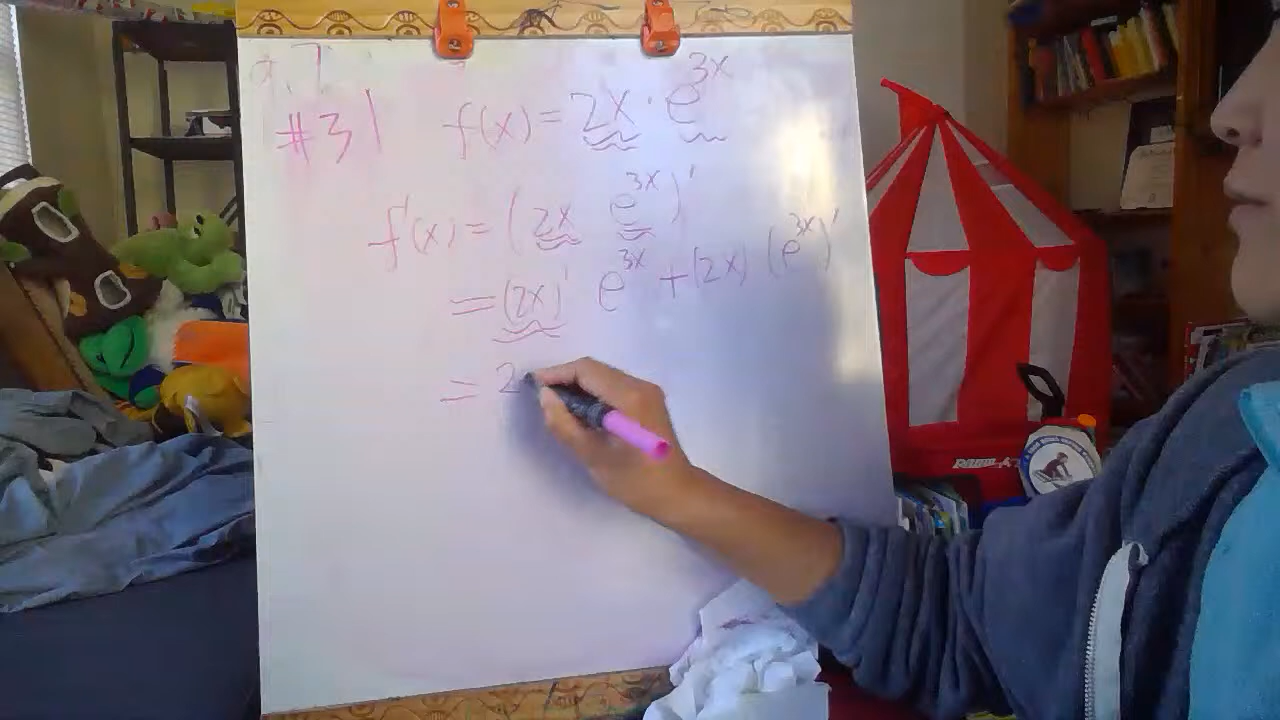 #31 f(x) = 2x · e^3x
f'(x) = (2x e^3x)'
= (2x)' e^3x + (2x) (e^3x)'
= 2